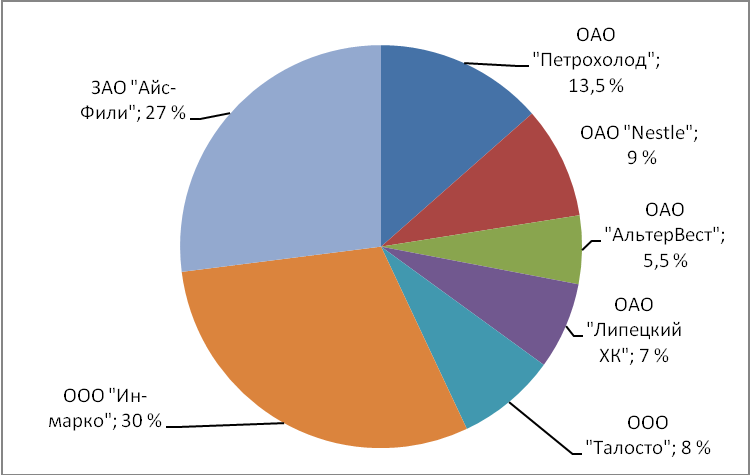 ОАО
"Петрохолод";
13,5 %
ОАО "Nestle";
9 %
ОАО
"АльтерВест";
5,5 %
ОАО
"Липецкий
ХК"; 7 %
ООО
"Талосто"; 8 %
ООО "Ин-
марко"; 30 %
ЗАО "Айс-
Фили"; 27 %